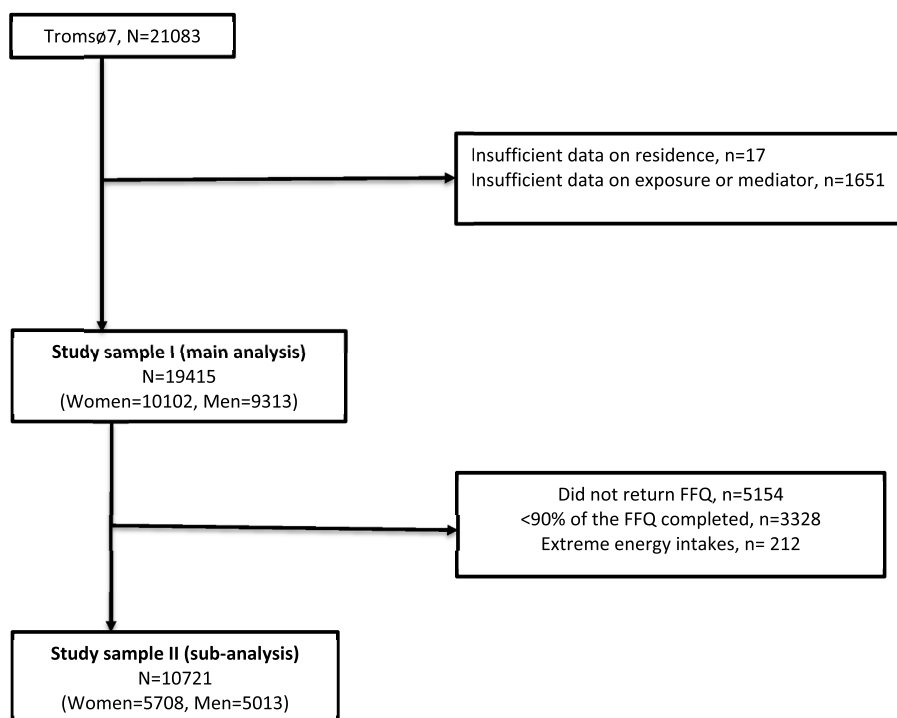 Tromsø7, N=21083
Insufficient data on residence, n=17
Insufficient data on exposure or mediator, n=1651
Study sample I (main analysis)
N=19415
(Women=10102, Men=9313)
Did not return FFQ, n=5154
<90% of the FFQ completed, n=3328
Extreme energy intakes, n= 212
Study sample II (sub-analysis)
N=10721
(Women=5708, Men=5013)